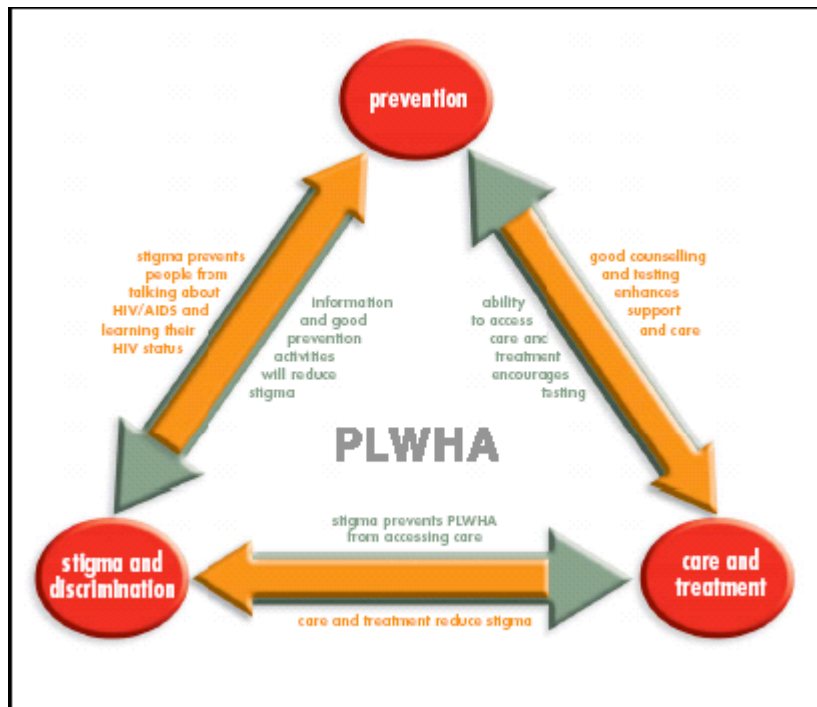 prevention
stigma prevents
people from
talking about
HIV/AIDS and
learning their
HIV status
information
and good
prevention
activities
will reduce
stigma
ability
to access
care and
treatment
encourages
testing
good counselling
and testing
enhances
support
and care
PLWHA
stigma and
discrimination
stigma prevents PLWHA
from accessing care
care and treatment reduce stigma
care and
treatment